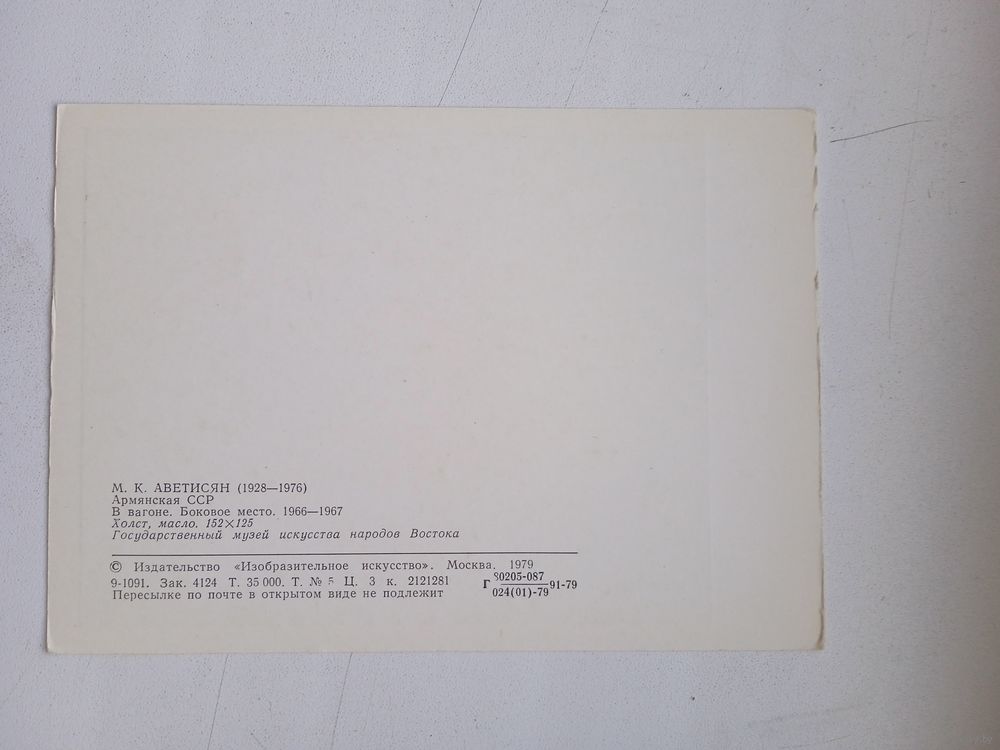 М. К. АВЕТИСЯН (1928—1976)
Армянская ССР
В вагоне. Боковое место. 1966—1967
Холст, масло. 152×125
Государственный музей искусства народов Востока
© Издательство «Изобразительное искусство». Москва. 1979
9-1091. Зак. 4124 Т. 35 000. Т. № 5 Ц. 3 к. 2121281
Г 80205-087
024(01)-79 91-79
Пересылке по почте в открытом виде не подлежит